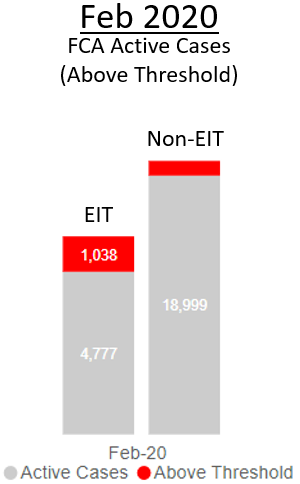 Feb 2020
FCA Active Cases
(Above Threshold)
Non-EIT
EIT
1,038
18,999
4,777
Feb-20
Active Cases Above Threshold